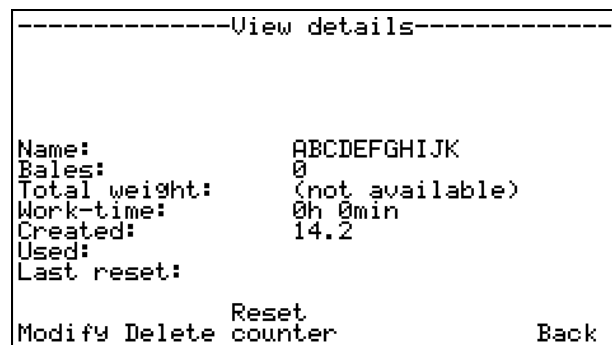 --------------View details-------------
Name: ABCDEFGHIJK
Bales: 0
Total weight: (not available)
Work-time: 0h 0min
Created: 14.2
Used:
Last reset:
Reset
Modify Delete counter Back